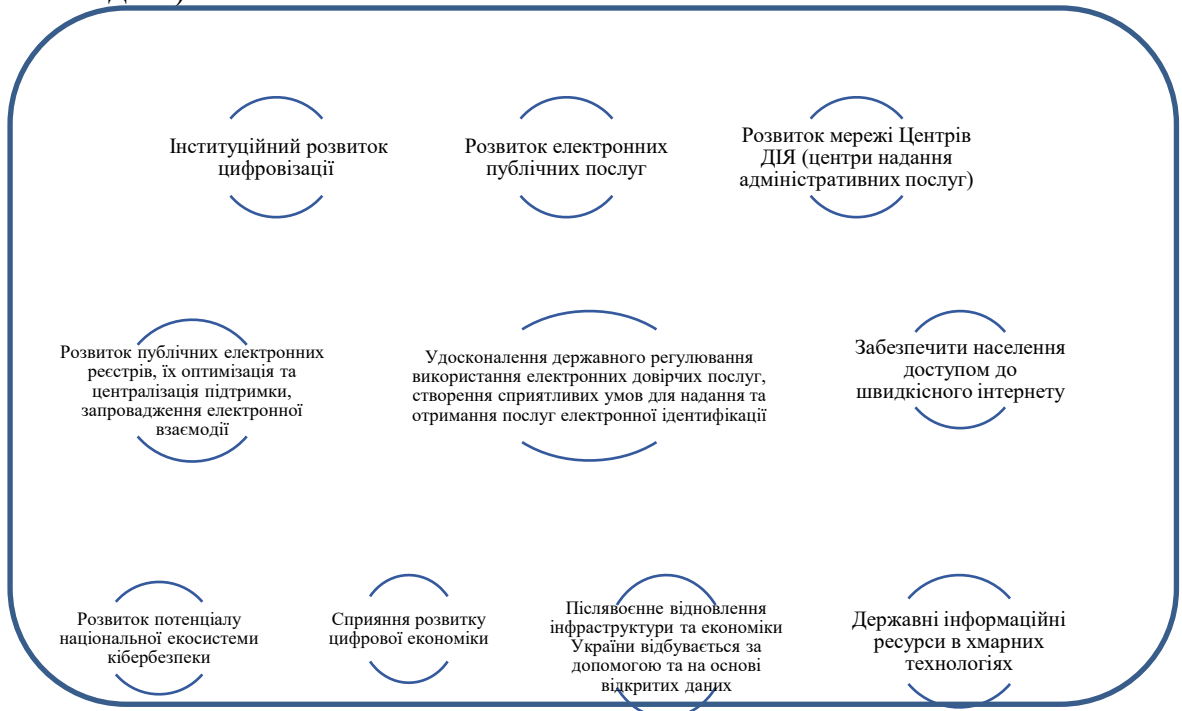 Інституційний розвиток
цифровізації
Розвиток електронних
публічних послуг
Розвиток мережі Центрів
ДІЯ (центри надання
адміністративних послуг)
Розвиток публічних електронних
реєстрів, їх оптимізація та
централізація підтримки,
запровадження електронної
взаємодії
Удосконалення державного регулювання
використання електронних довірчих послуг,
створення сприятливих умов для надання та
отримання послуг електронної ідентифікації
Забезпечити населення
доступом до
швидкісного інтернету
Розвиток потенціалу
національної екосистеми
кібербезпеки
Сприяння розвитку
цифрової економіки
Післявоєнне відновлення
інфраструктури та економіки
України відбувається за
допомогою та на основі
відкритих даних
Державні інформаційні
ресурси в хмарних
технологіях